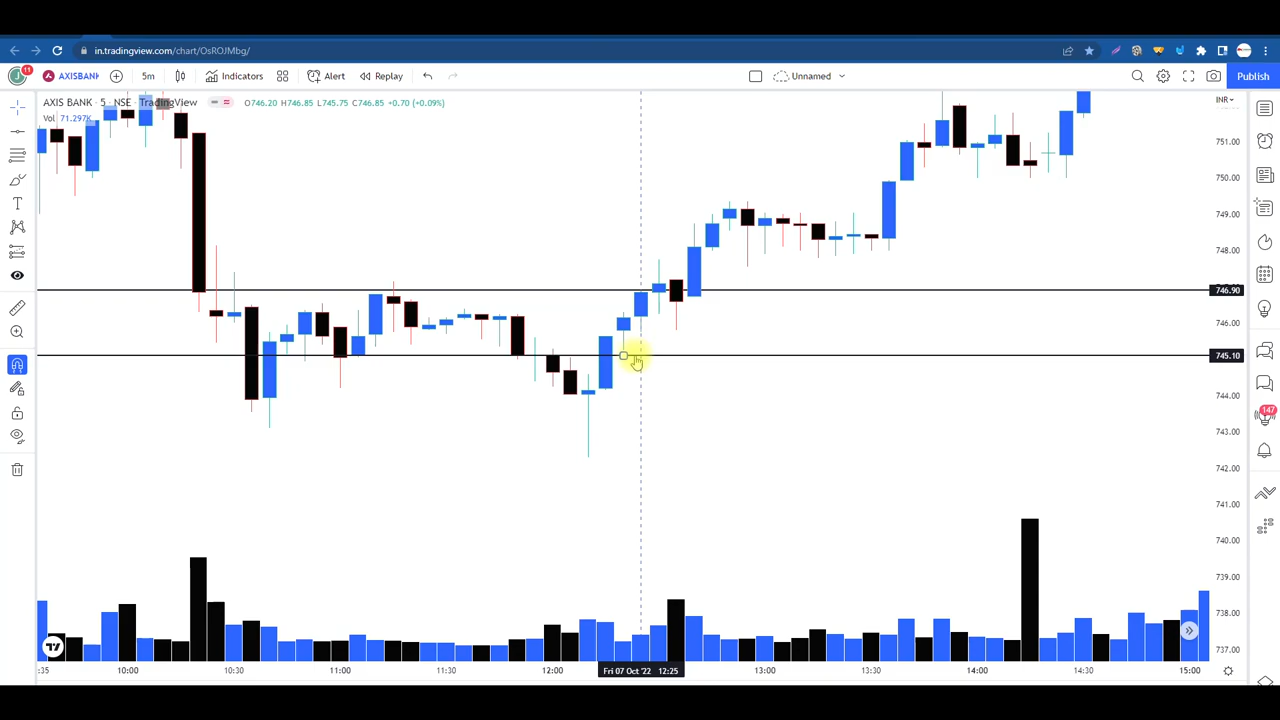 in.tradingview.com/chart/OsROJMbg/
11
AXISBANK
5m
Indicators
Alert
Replay
Unnamed
Publish
AXIS BANK · 5 · NSE · TradingView
O746.20 H746.85 L745.75 C746.85 +0.70 (+0.09%)
Vol 71.297K
INR
751.00
750.00
749.00
748.00
746.90
746.00
745.10
744.00
743.00
742.00
741.00
740.00
739.00
738.00
737.00
147
:35
10:00
10:30
11:00
11:30
12:00
Fri 07 Oct '22 12:25
13:00
13:30
14:00
14:30
15:00